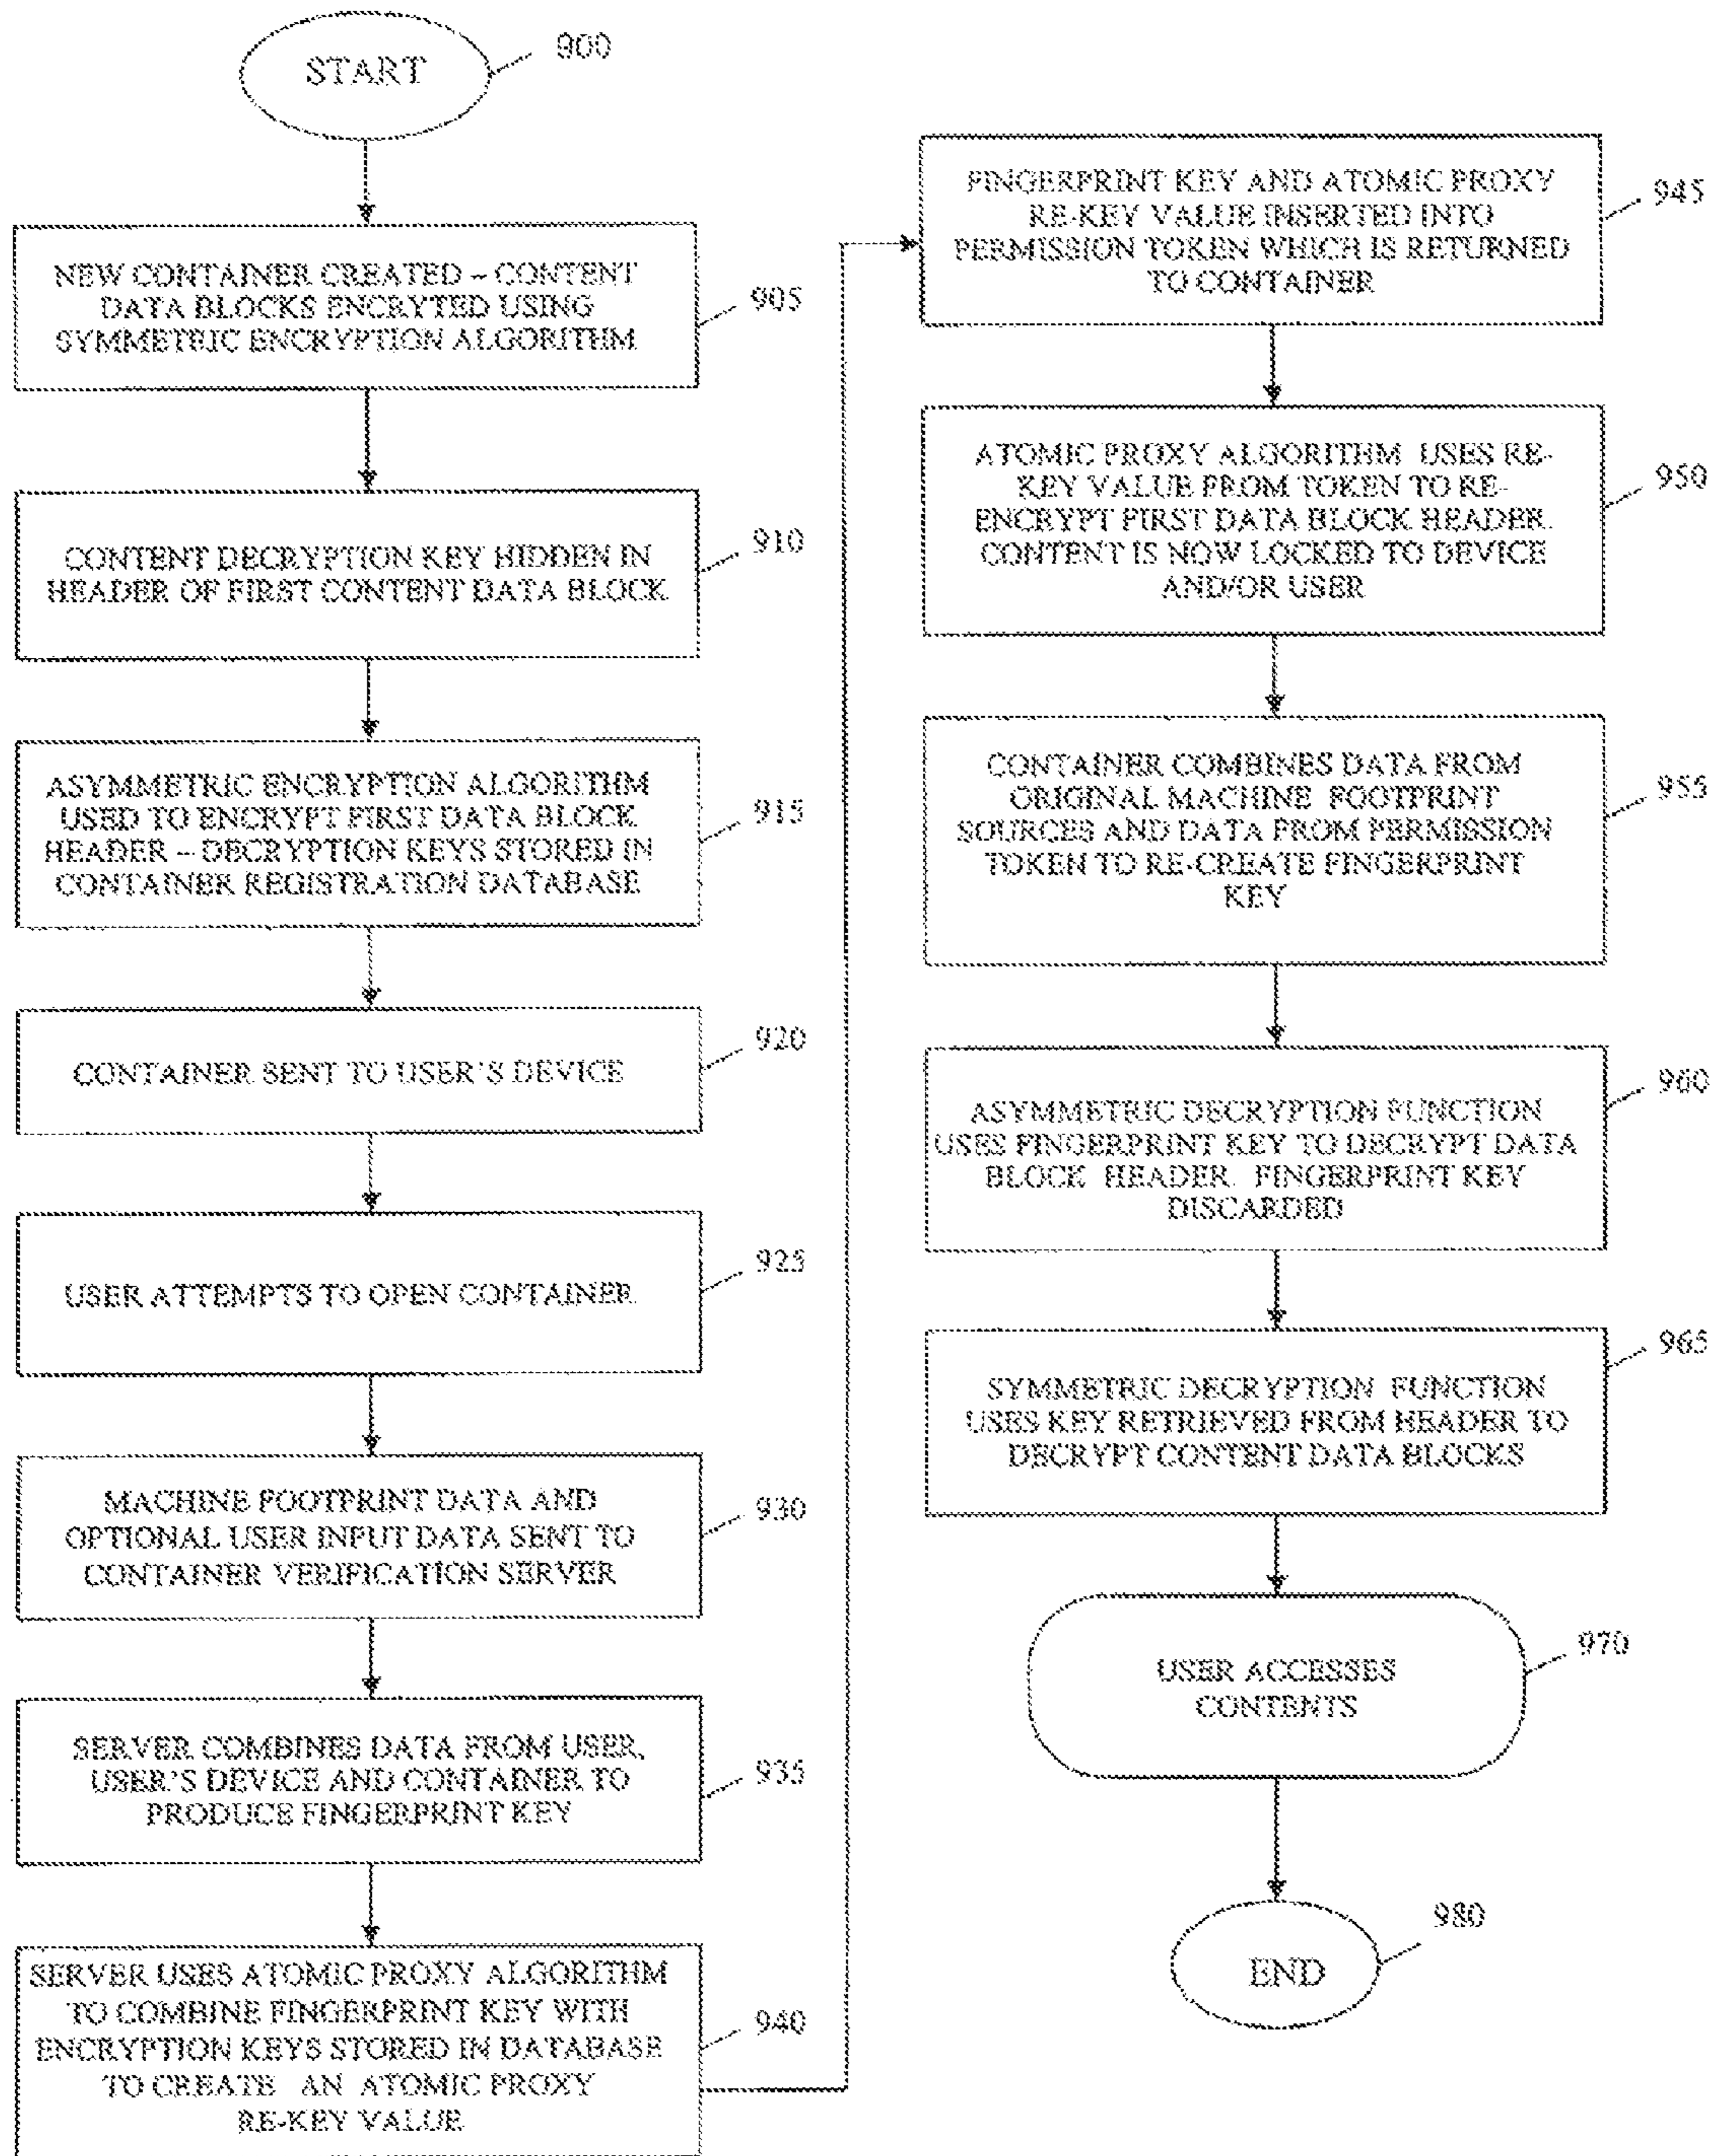 START
900
NEW CONTAINER CREATED – CONTENT
DATA BLOCKS ENCRYTED USING
SYMMETRIC ENCRYPTION ALGORITHM
905
CONTENT DECRYPTION KEY HIDDEN IN
HEADER OF FIRST CONTENT DATA BLOCK
910
ASYMMETRIC ENCRYPTION ALGORITHM
USED TO ENCRYPT FIRST DATA BLOCK
HEADER – DECRYPTION KEYS STORED IN
CONTAINER REGISTRATION DATABASE
915
CONTAINER SENT TO USER'S DEVICE
920
USER ATTEMPTS TO OPEN CONTAINER
925
MACHINE FOOTPRINT DATA AND
OPTIONAL USER INPUT DATA SENT TO
CONTAINER VERIFICATION SERVER
930
SERVER COMBINES DATA FROM USER,
USER'S DEVICE AND CONTAINER TO
PRODUCE FINGERPRINT KEY
935
SERVER USES ATOMIC PROXY ALGORITHM
TO COMBINE FINGERPRINT KEY WITH
ENCRYPTION KEYS STORED IN DATABASE
TO CREATE AN ATOMIC PROXY
RE-KEY VALUE
940
FINGERPRINT KEY AND ATOMIC PROXY
RE-KEY VALUE INSERTED INTO
PERMISSION TOKEN WHICH IS RETURNED
TO CONTAINER
945
ATOMIC PROXY ALGORITHM USES RE-
KEY VALUE FROM TOKEN TO RE-
ENCRYPT FIRST DATA BLOCK HEADER.
CONTENT IS NOW LOCKED TO DEVICE
AND/OR USER
950
CONTAINER COMBINES DATA FROM
ORIGINAL MACHINE FOOTPRINT
SOURCES AND DATA FROM PERMISSION
TOKEN TO RE-CREATE FINGERPRINT
KEY
955
ASYMMETRIC DECRYPTION FUNCTION
USES FINGERPRINT KEY TO DECRYPT DATA
BLOCK HEADER. FINGERPRINT KEY
DISCARDED
960
SYMMETRIC DECRYPTION FUNCTION
USES KEY RETRIEVED FROM HEADER TO
DECRYPT CONTENT DATA BLOCKS
965
USER ACCESSES
CONTENTS
970
END
980